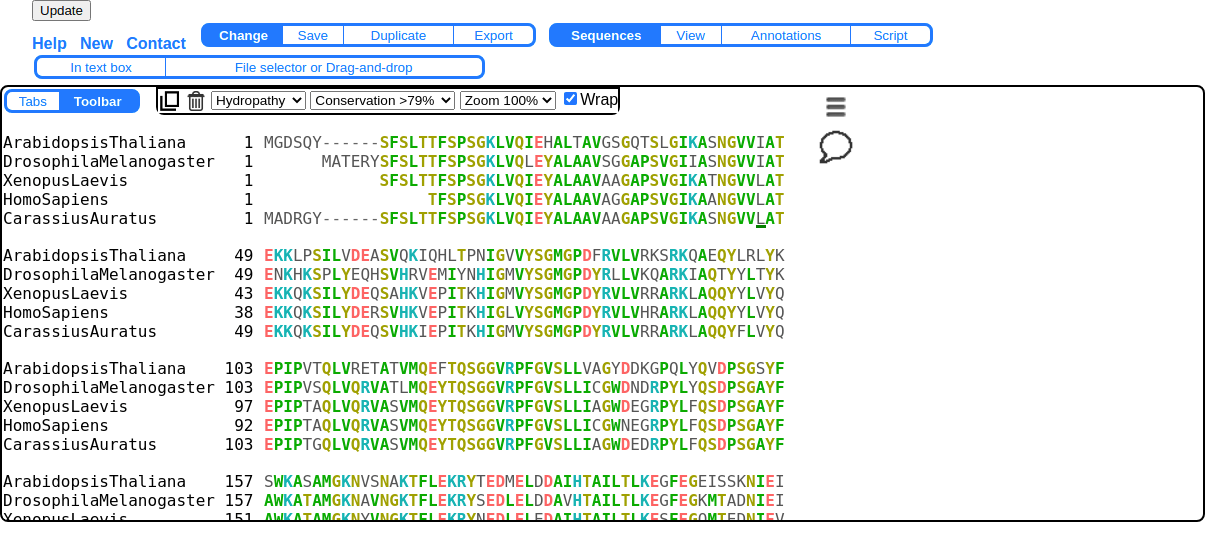 Update
Help New Contact Change Save Duplicate Export Sequences View Annotations Script
In text box File selector or Drag-and-drop
Tabs Toolbar Hydropathy Conservation >79% Zoom 100% Wrap
ArabidopsisThaliana 1 MGDSQY------SFSLTTFSPSGKLVQIEHALTAVGSGQTSLGIKASNGVVIAT
DrosophilaMelanogaster 1 MATERYSFSLTTFSPSGKLVQLEYALAAVSGGAPSVGIIASNGVVIAT
XenopusLaevis 1 SFSLTTFSPSGKLVQIEYALAAVAAGAPSVGIKATNGVVLAT
HomoSapiens 1 TFSPSGKLVQIEYALAAVAGGAPSVGIKAANGVVLAT
CarassiusAuratus 1 MADRGY------SFSLTTFSPSGKLVQIEYALAAVAAGAPSVGIKASNGVVLAT
ArabidopsisThaliana 49 EKKLPSILVDEASVQKIQHLTPNIGVVYSGMGPDFRVLVRKSRKQAEQYLRLYK
DrosophilaMelanogaster 49 ENKHKSPLYEQHSVHRVEMIYNHIGMVYSGMGPDYRLLVKQARKIAQTYYLTYK
XenopusLaevis 43 EKKQKSILYDEQSAHKVEPITKHIGMVYSGMGPDYRVLVRRARKLAQQYYLVYQ
HomoSapiens 38 EKKQKSILYDERSVHKVEPITKHIGLVYSGMGPDYRVLVHRARKLAQQYYLVYQ
CarassiusAuratus 49 EKKQKSILYDEQSVHKIEPITKHIGMVYSGMGPDYRVLVRRARKLAQQYFLVYQ
ArabidopsisThaliana 103 EPIPVTQLVRETATVMQEFTQSGGVRPFGVSLLVAGYDDKGPQLYQVDPSGSYF
DrosophilaMelanogaster 103 EPIPVSQLVQRVATLMQEYTQSGGVRPFGVSLLICGWDNDRPYLYQSDPSGAYF
XenopusLaevis 97 EPIPTAQLVQRVASVMQEYTQSGGVRPFGVSLLIAGWDEGRPYLFQSDPSGAYF
HomoSapiens 92 EPIPTAQLVQRVASVMQEYTQSGGVRPFGVSLLICGWNEGRPYLFQSDPSGAYF
CarassiusAuratus 103 EPIPTGQLVQRVASVMQEYTQSGGVRPFGVSLLIAGWDEDRPYLFQSDPSGAYF
ArabidopsisThaliana 157 SWKASAMGKNVSNAKTFLEKRYTEDMELDDAIHTAILTLKEGFEGEISSKNIEI
DrosophilaMelanogaster 157 AWKATAMGKNAVNGKTFLEKRYSEDLELDDAVHTAILTLKEGFEGKMTADNIEI
XenopusLaevis 151 AWKATAMGKNYVNGKTFLEKRYNEDLELEDAIHTAILTLKESFEGQMTEDNIEV